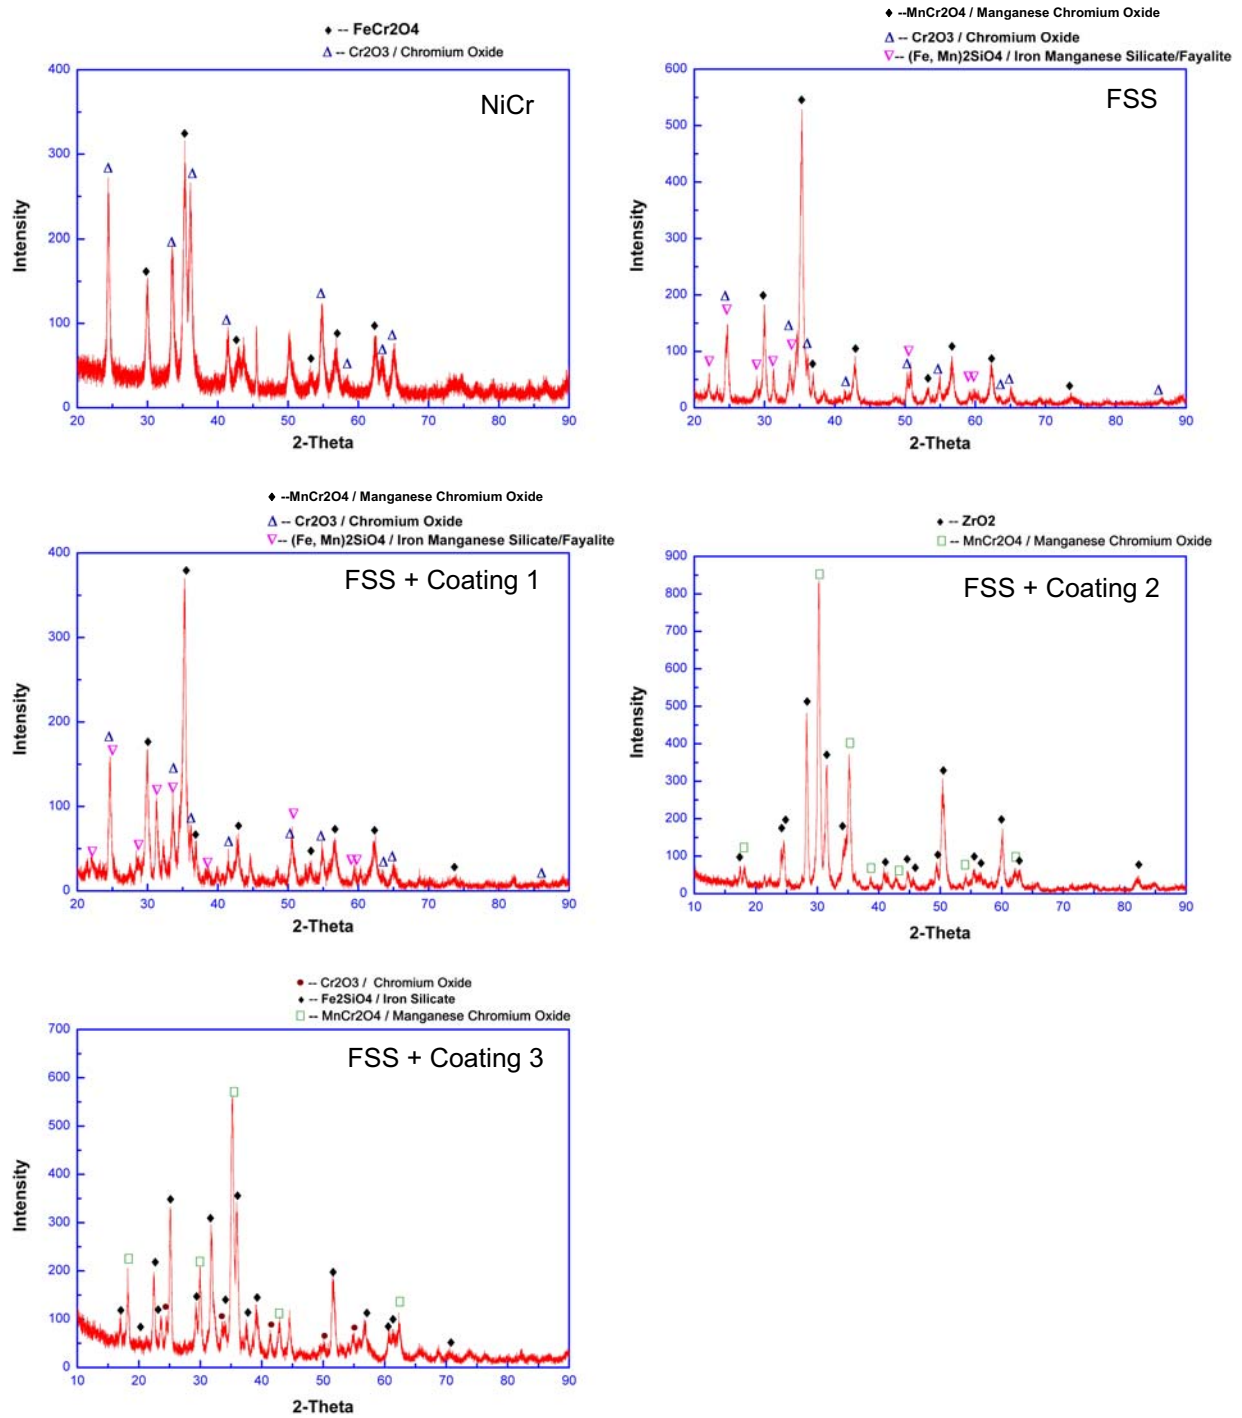 ♦ -- FeCr2O4
Δ -- Cr2O3 / Chromium Oxide
NiCr
400
300
200
100
0
20 30 40 50 60 70 80 90
Intensity
2-Theta
♦ --MnCr2O4 / Manganese Chromium Oxide
Δ -- Cr2O3 / Chromium Oxide
∇-- (Fe, Mn)2SiO4 / Iron Manganese Silicate/Fayalite
FSS
600
500
400
300
200
100
0
20 30 40 50 60 70 80 90
Intensity
2-Theta
♦ --MnCr2O4 / Manganese Chromium Oxide
Δ -- Cr2O3 / Chromium Oxide
∇-- (Fe, Mn)2SiO4 / Iron Manganese Silicate/Fayalite
FSS + Coating 1
400
300
200
100
0
20 30 40 50 60 70 80 90
Intensity
2-Theta
♦ -- ZrO2
□ -- MnCr2O4 / Manganese Chromium Oxide
FSS + Coating 2
900
800
700
600
500
400
300
200
100
0
10 20 30 40 50 60 70 80 90
Intensity
2-Theta
● -- Cr2O3 / Chromium Oxide
♦ -- Fe2SiO4 / Iron Silicate
□ -- MnCr2O4 / Manganese Chromium Oxide
FSS + Coating 3
700
600
500
400
300
200
100
0
10 20 30 40 50 60 70 80 90
Intensity
2-Theta